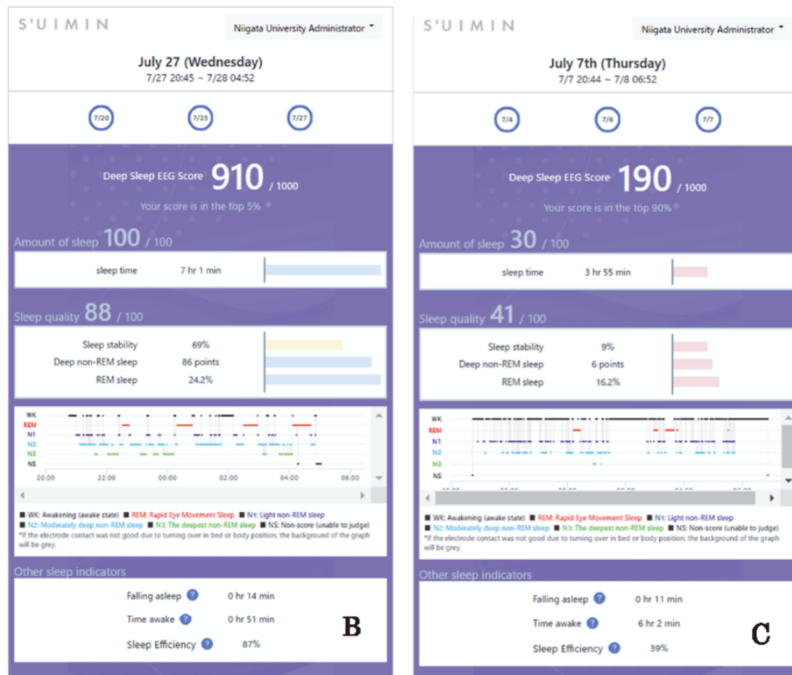 S'UIMIN
Niigata University Administrator
July 27 (Wednesday)
7/27 20:45 ~ 7/28 04:52
7/20
7/25
7/27
Deep Sleep EEG Score 910 / 1000
Your score is in the top 5%
Amount of sleep 100 / 100
sleep time 7 hr 1 min
Sleep quality 88 / 100
Sleep stability 69%
Deep non-REM sleep 86 points
REM sleep 24.2%
WK
REM
N1
N2
N3
NS
20:00 22:00 00:00 02:00 04:00 06:00
WK: Awakening (awake state) REM: Rapid Eye Movement Sleep N1: Light non-REM sleep
N2: Moderately deep non-REM sleep N3: The deepest non-REM sleep NS: Non-score (unable to judge)
*If the electrode contact was not good due to turning over in bed or body position, the background of the graph
will be grey.
Other sleep indicators
Falling asleep ? 0 hr 14 min
Time awake ? 0 hr 51 min
Sleep Efficiency ? 87%
B
S'UIMIN
Niigata University Administrator
July 7th (Thursday)
7/7 20:44 ~ 7/8 06:52
7/4
7/6
7/7
Deep Sleep EEG Score 190 / 1000
Your score is in the top 90%
Amount of sleep 30 / 100
sleep time 3 hr 55 min
Sleep quality 41 / 100
Sleep stability 9%
Deep non-REM sleep 6 points
REM sleep 16.2%
WK
REM
N1
N2
N3
NS
WK: Awakening (awake state) REM: Rapid Eye Movement Sleep N1: Light non-REM sleep
N2: Moderately deep non-REM sleep N3: The deepest non-REM sleep NS: Non-score (unable to judge)
*If the electrode contact was not good due to turning over in bed or body position, the background of the graph
will be grey.
Other sleep indicators
Falling asleep ? 0 hr 11 min
Time awake ? 6 hr 2 min
Sleep Efficiency ? 39%
C